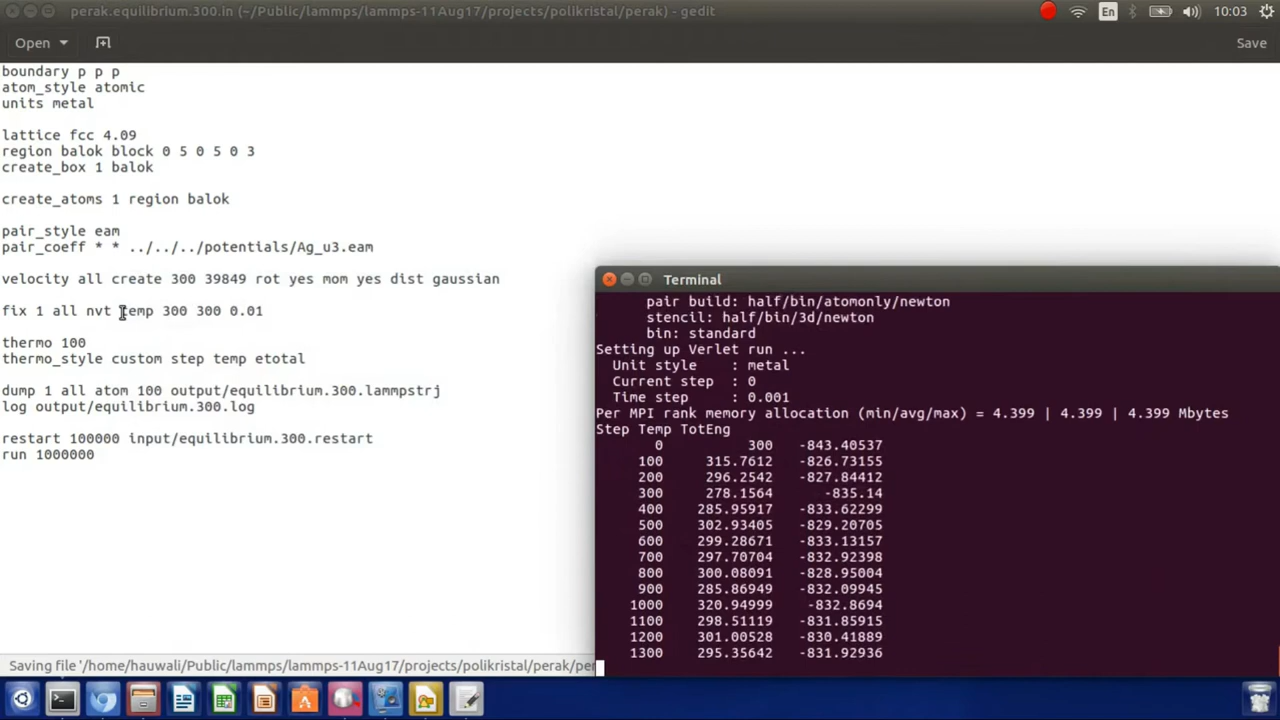 perak.equilibrium.300.in (~/Public/lammps/lammps-11Aug17/projects/polikristal/perak) - gedit
En
10:03
Open
Save
boundary p p p
atom_style atomic
units metal
lattice fcc 4.09
region balok block 0 5 0 5 0 3
create_box 1 balok
create_atoms 1 region balok
pair_style eam
pair_coeff * * ../../../potentials/Ag_u3.eam
velocity all create 300 39849 rot yes mom yes dist gaussian
fix 1 all nvt temp 300 300 0.01
thermo 100
thermo_style custom step temp etotal
dump 1 all atom 100 output/equilibrium.300.lammpstrj
log output/equilibrium.300.log
restart 100000 input/equilibrium.300.restart
run 1000000
Saving file '/home/hauwali/Public/lammps/lammps-11Aug17/projects/polikristal/perak/per
Terminal
pair build: half/bin/atomonly/newton
stencil: half/bin/3d/newton
bin: standard
Setting up Verlet run ...
Unit style : metal
Current step : 0
Time step : 0.001
Per MPI rank memory allocation (min/avg/max) = 4.399 | 4.399 | 4.399 Mbytes
Step Temp TotEng
0 300 -843.40537
100 315.7612 -826.73155
200 296.2542 -827.84412
300 278.1564 -835.14
400 285.95917 -833.62299
500 302.93405 -829.20705
600 299.28671 -833.13157
700 297.70704 -832.92398
800 300.08091 -828.95004
900 285.86949 -832.09945
1000 320.94999 -832.8694
1100 298.51119 -831.85915
1200 301.00528 -830.41889
1300 295.35642 -831.92936